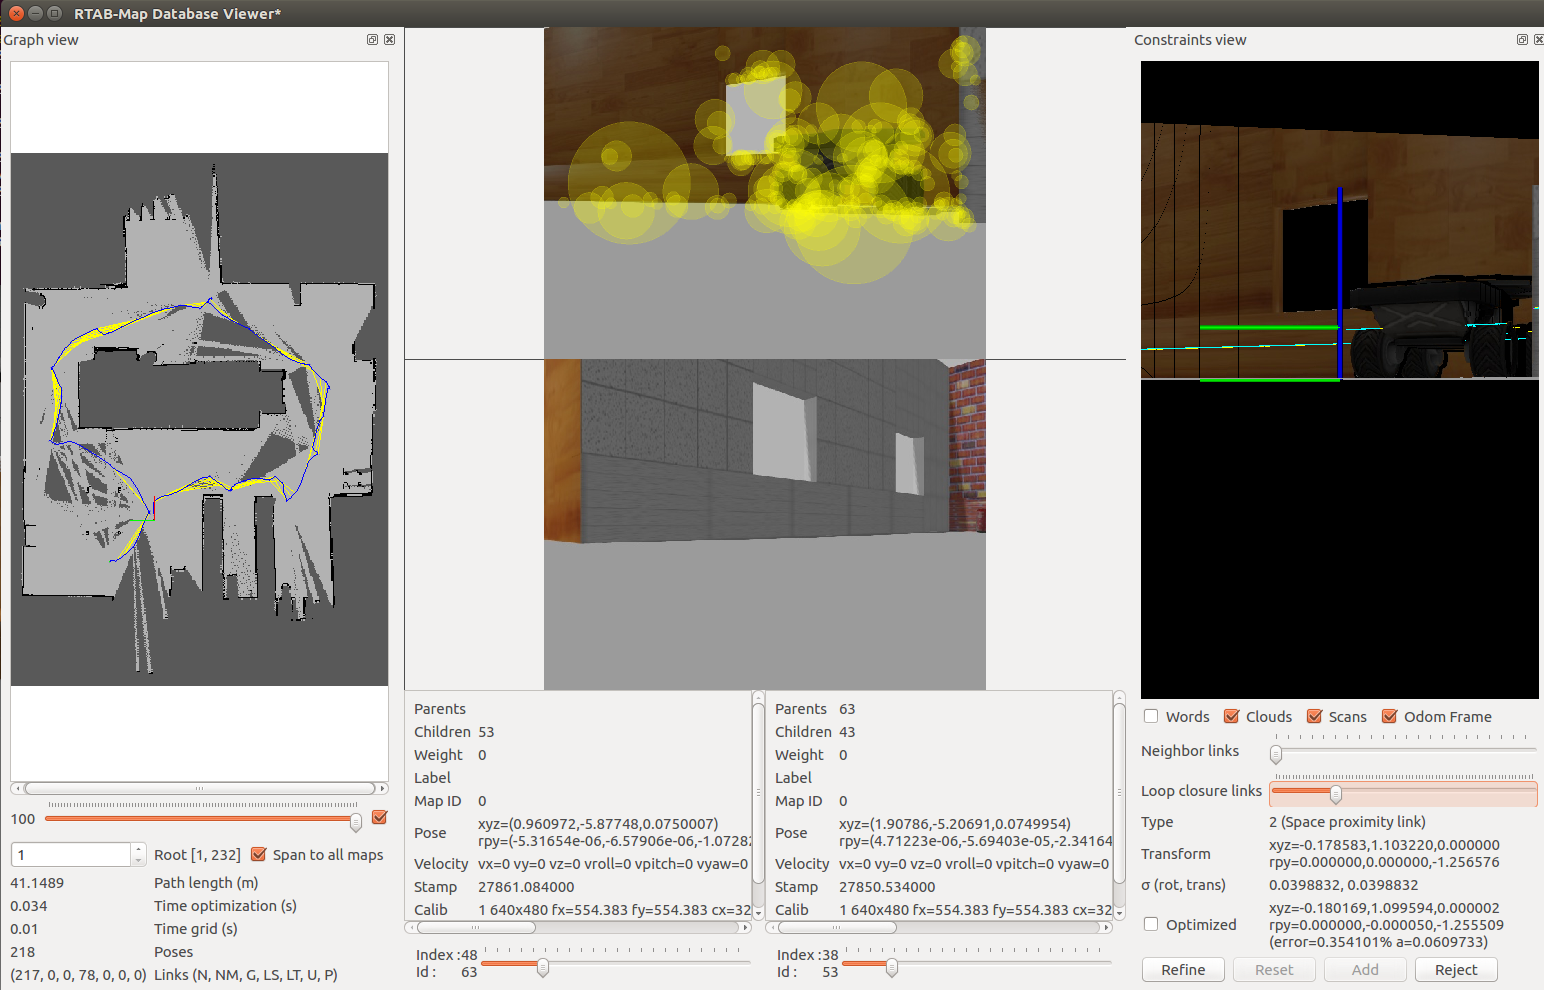 RTAB-Map Database Viewer*
Graph view
100
1
Root [1, 232]
Span to all maps
41.1489 Path length (m)
0.034 Time optimization (s)
0.01 Time grid (s)
218 Poses
(217, 0, 0, 78, 0, 0, 0) Links (N, NM, G, LS, LT, U, P)
Parents
Children 53
Weight 0
Label
Map ID 0
Pose xyz=(0.960972,-5.87748,0.0750007)
rpy=(-5.31654e-06,-6.57906e-06,-1.07282
Velocity vx=0 vy=0 vz=0 vroll=0 vpitch=0 vyaw=0
Stamp 27861.084000
Calib 1 640x480 fx=554.383 fy=554.383 cx=32
Index :48
Id : 63
Parents 63
Children 43
Weight 0
Label
Map ID 0
Pose xyz=(1.90786,-5.20691,0.0749954)
rpy=(4.71223e-06,-5.69403e-05,-2.34164
Velocity vx=0 vy=0 vz=0 vroll=0 vpitch=0 vyaw=0
Stamp 27850.534000
Calib 1 640x480 fx=554.383 fy=554.383 cx=32
Index :38
Id : 53
Constraints view
Words Clouds Scans Odom Frame
Neighbor links
Loop closure links
Type 2 (Space proximity link)
Transform xyz=-0.178583,1.103220,0.000000
rpy=0.000000,0.000000,-1.256576
σ (rot, trans) 0.0398832, 0.0398832
Optimized xyz=-0.180169,1.099594,0.000002
rpy=0.000000,-0.000050,-1.255509
(error=0.354101% a=0.0609733)
Refine Reset Add Reject